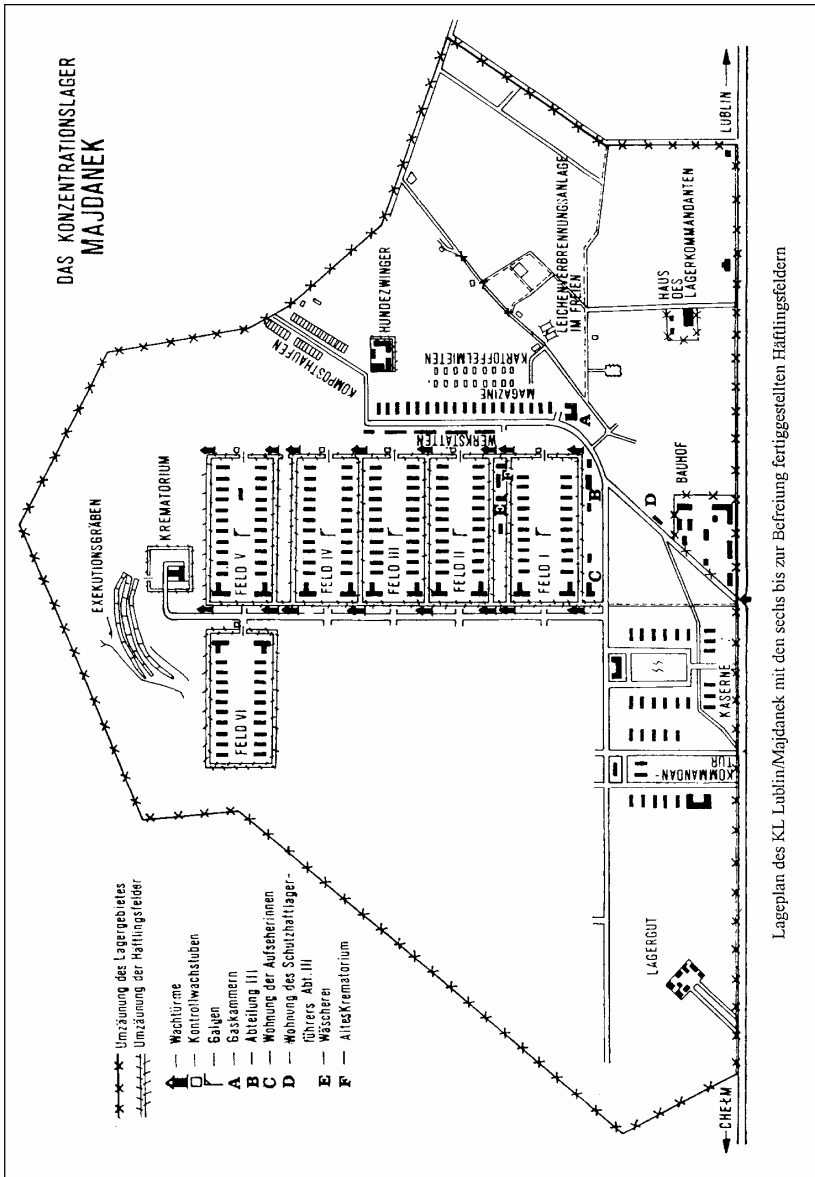 DAS KONZENTRATIONSLAGER
MAJDANEK
Umzäunung des Lagergebietes
Umzäunung der Häftlingsfelder
Wachtürme
Kontrollwachstuben
Galgen
A — Gaskammern
B — Abteilung III
C — Wohnung der Aufseherinnen
D — Wohnung des Schutzhaftlager-
führers Abt. III
E — Wäscherei
F — Altes Krematorium
EXEKUTIONSGRÄBEN
KREMATORIUM
KOMPOSTHAUFEN
HUNDEZWINGER
FELD VI
FELD V
FELD IV
FELD III
FELD II
FELD I
WERKSTÄTTEN
MAGAZINE
KARTOFFELMIETEN
LEICHENVERBRENNUNGSANLAGE
IM FREIEN
E
F
A
C
B
D
BAUHOF
HAUS
DES
LAGERKOMMANDANTEN
SS
KASERNE
KOMMANDAN-
TUR
LAGERGUT
CHEŁM
LUBLIN
Lageplan des KL Lublin/Majdanek mit den sechs bis zur Befreiung fertiggestellten Häftlingsfeldern